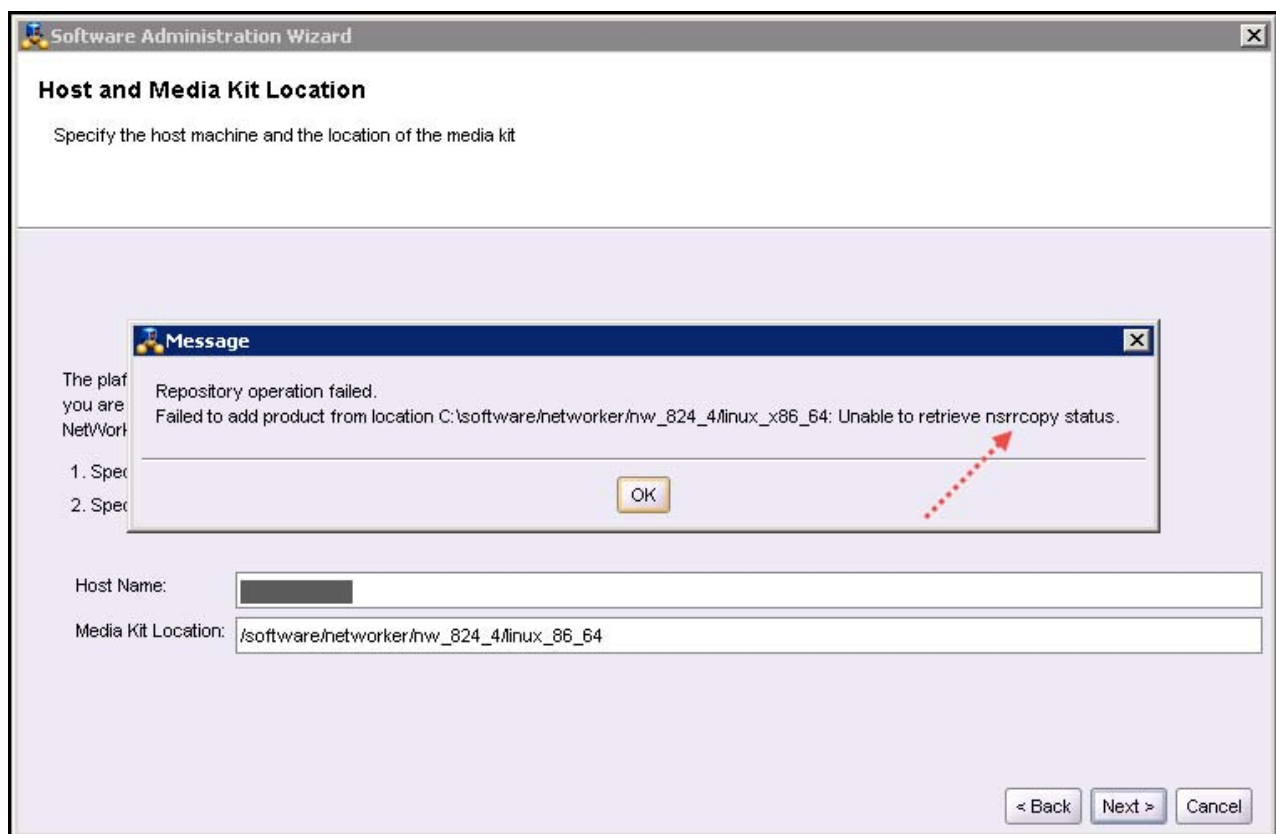 Software Administration Wizard
Host and Media Kit Location
Specify the host machine and the location of the media kit
Message
Repository operation failed.
Failed to add product from location C:\software/networker/nw_824_4/linux_x86_64: Unable to retrieve nsrrcopy status.
OK
The plaf
you are
NetWork
1. Spec
2. Spec
Host Name:
Media Kit Location: /software/networker/nw_824_4/linux_86_64
< Back Next > Cancel